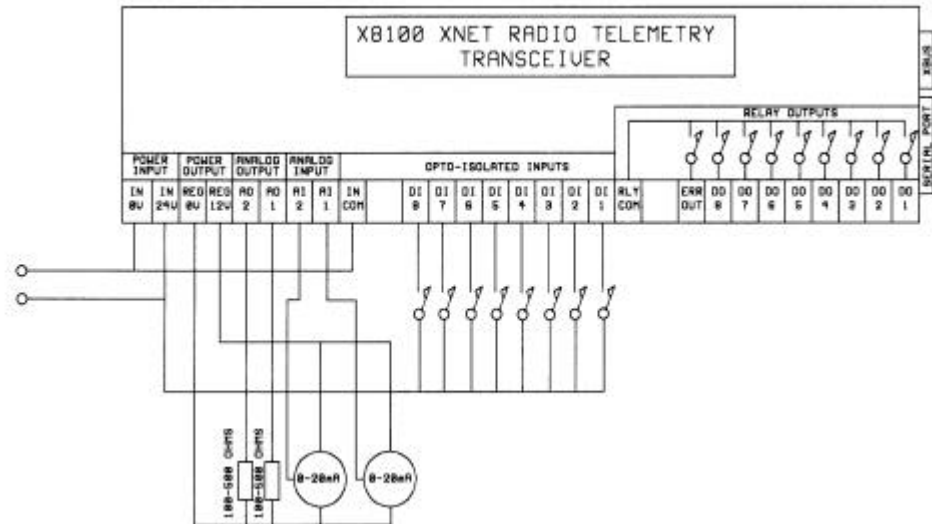 X8100 XNET RADIO TELEMETRY
TRANSCEIVER
XBUS
SERIAL PORT
RELAY OUTPUTS
POWER INPUT
POWER OUTPUT
ANALOG OUTPUT
ANALOG INPUT
OPTO-ISOLATED INPUTS
IN 0V
IN 24V
REG 0V
REG 12V
AO 2
AO 1
AI 2
AI 1
IN COM
DI 8
DI 7
DI 6
DI 5
DI 4
DI 3
DI 2
DI 1
RLY COM
ERR OUT
DO 8
DO 7
DO 6
DO 5
DO 4
DO 3
DO 2
DO 1
100-500 OHMS
100-500 OHMS
0-20mA
0-20mA